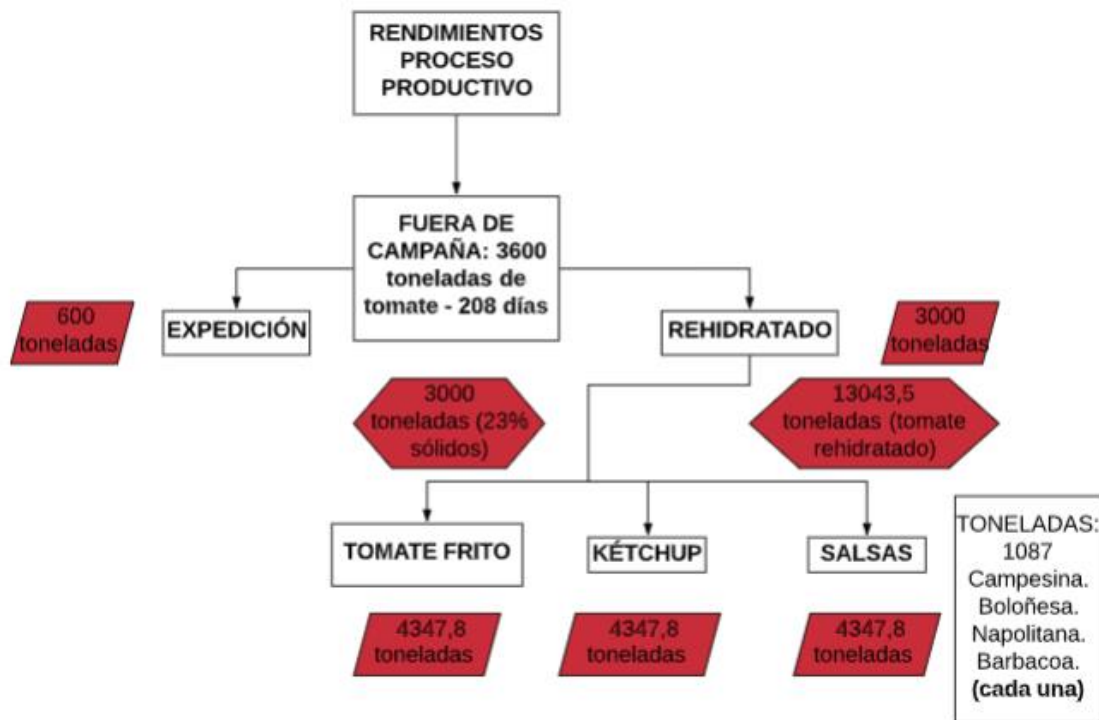 RENDIMIENTOS
PROCESO
PRODUCTIVO
FUERA DE
CAMPAÑA: 3600
toneladas de
tomate - 208 días
600
toneladas
EXPEDICIÓN
REHIDRATADO
3000
toneladas
3000
toneladas (23%
sólidos)
13043,5
toneladas (tomate
rehidratado)
TOMATE FRITO
KÉTCHUP
SALSAS
TONELADAS:
1087
Campesina.
Boloñesa.
Napolitana.
Barbacoa.
(cada una)
4347,8
toneladas
4347,8
toneladas
4347,8
toneladas